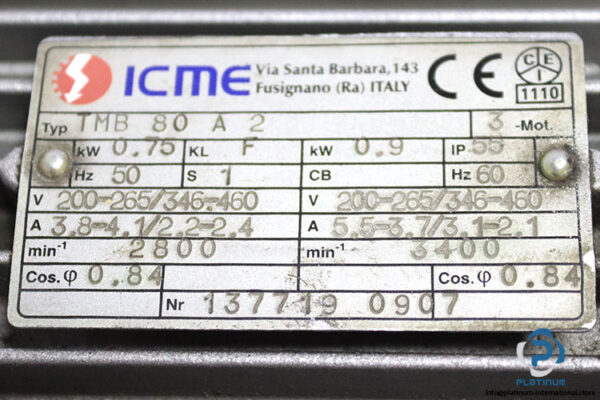 ICME Via Santa Barbara,143 CE CEI
Fusignano (Ra) ITALY 1110
Typ TMB 80 A 2 3 -Mot.
kW 0.75 KL F kW 0.9 IP 55
Hz 50 S 1 CB Hz 60
V 200-265/346-460 V 200-265/346-460
A 3.8-4.1/2.2-2.4 A 5.5-3.7/3.1-2.1
min⁻¹ 2800 3400
Cos. φ 0.84 Cos. φ 0.84
Nr 137719 0907
PLATINUM
info@platinum-international.store